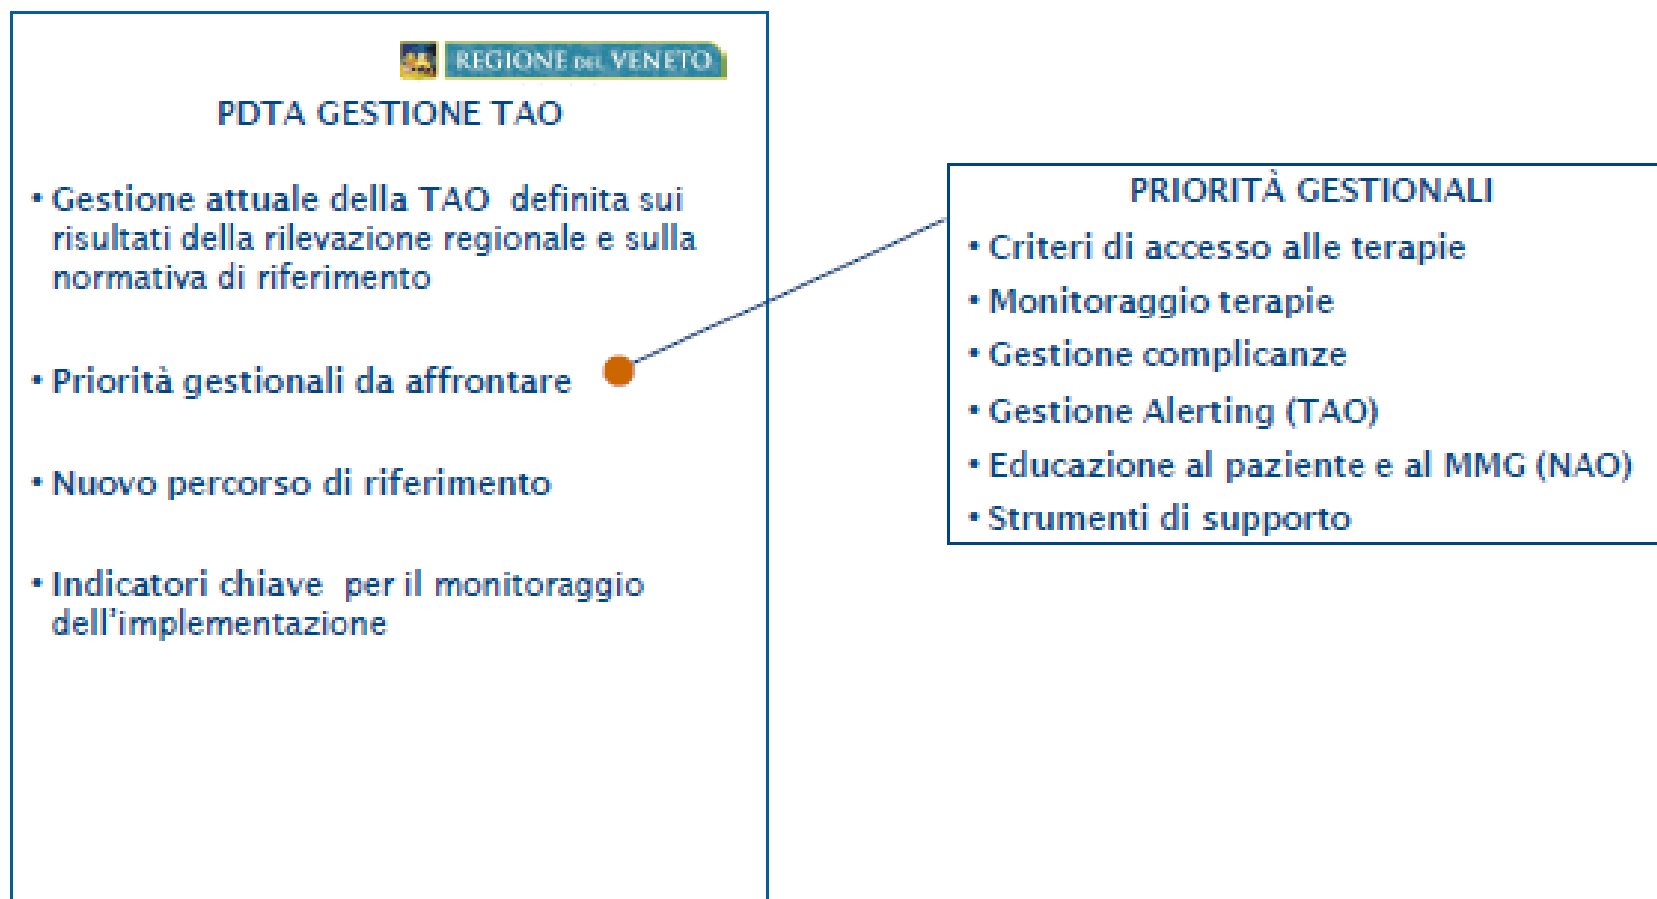 REGIONE DEL VENETO
PDTA GESTIONE TAO
• Gestione attuale della TAO definita sui
risultati della rilevazione regionale e sulla
normativa di riferimento
• Priorità gestionali da affrontare
• Nuovo percorso di riferimento
• Indicatori chiave per il monitoraggio
dell'implementazione
PRIORITÀ GESTIONALI
• Criteri di accesso alle terapie
• Monitoraggio terapie
• Gestione complicanze
• Gestione Alerting (TAO)
• Educazione al paziente e al MMG (NAO)
• Strumenti di supporto